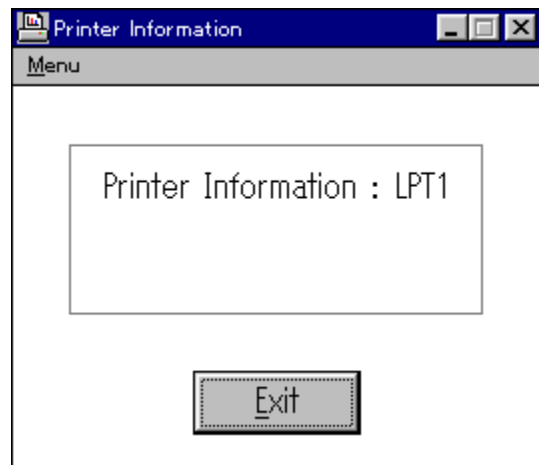 Printer Information
Menu
Printer Information : LPT1
Exit